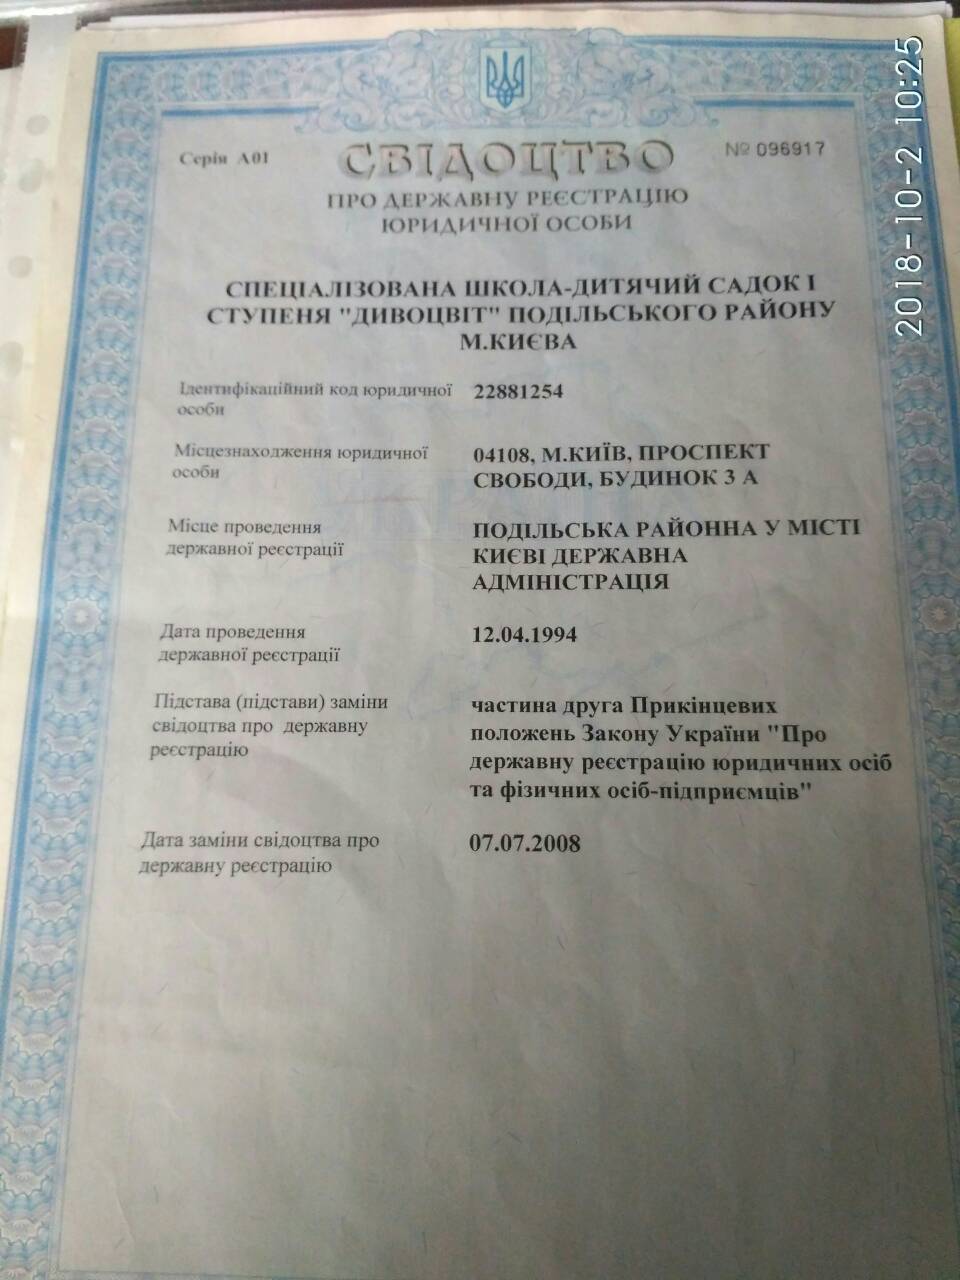 Серія А01
СВІДОЦТВО
№ 096917
ПРО ДЕРЖАВНУ РЕЄСТРАЦІЮ
ЮРИДИЧНОЇ ОСОБИ
СПЕЦІАЛІЗОВАНА ШКОЛА-ДИТЯЧИЙ САДОК І
СТУПЕНЯ "ДИВОЦВІТ" ПОДІЛЬСЬКОГО РАЙОНУ
М.КИЄВА
Ідентифікаційний код юридичної
особи
22881254
Місцезнаходження юридичної
особи
04108, М.КИЇВ, ПРОСПЕКТ
СВОБОДИ, БУДИНОК 3 А
Місце проведення
державної реєстрації
ПОДІЛЬСЬКА РАЙОННА У МІСТІ
КИЄВІ ДЕРЖАВНА
АДМІНІСТРАЦІЯ
Дата проведення
державної реєстрації
12.04.1994
Підстава (підстави) заміни
свідоцтва про державну
реєстрацію
частина друга Прикінцевих
положень Закону України "Про
державну реєстрацію юридичних осіб
та фізичних осіб-підприємців"
Дата заміни свідоцтва про
державну реєстрацію
07.07.2008
2018-10-2 10:25